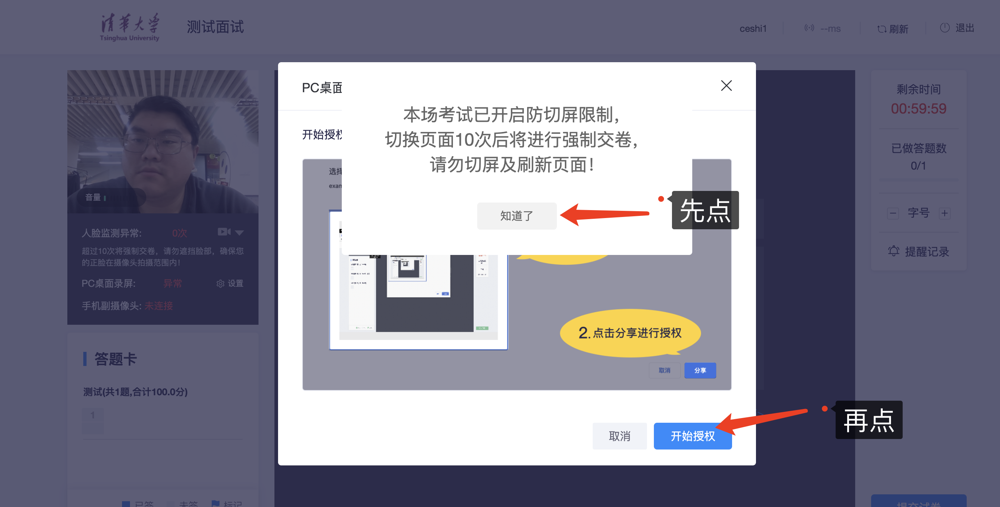 清华大学
Tsinghua University
测试面试
ceshi1
--ms
刷新
退出
音量
人脸监测异常: 0次
超过10次将强制交卷，请勿遮挡脸部，确保您
的正脸在摄像头拍摄范围内！
PC桌面录屏: 异常
设置
手机副摄像头: 未连接
答题卡
测试(共1题,合计100.0分)
1
已答
未答
标记
PC桌面
开始授权
选择
exam
本场考试已开启防切屏限制，
切换页面10次后将进行强制交卷，
请勿切屏及刷新页面！
知道了
先点
2.点击分享进行授权
取消
分享
取消
开始授权
再点
剩余时间
00:59:59
已做答题数
0/1
字号
提醒记录
提交试卷